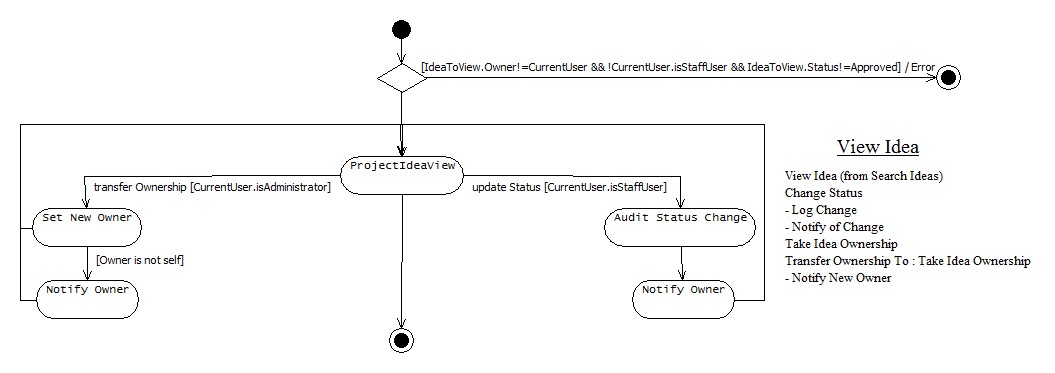 [IdeaToView.Owner!=CurrentUser && !CurrentUser.isStaffUser && IdeaToView.Status!=Approved] / Error
View Idea
ProjectIdeaView
transfer Ownership [CurrentUser.isAdministrator]
update Status [CurrentUser.isStaffUser]
Set New Owner
Audit Status Change
[Owner is not self]
Notify Owner
Notify Owner
View Idea (from Search Ideas)
Change Status
- Log Change
- Notify of Change
Take Idea Ownership
Transfer Ownership To : Take Idea Ownership
- Notify New Owner